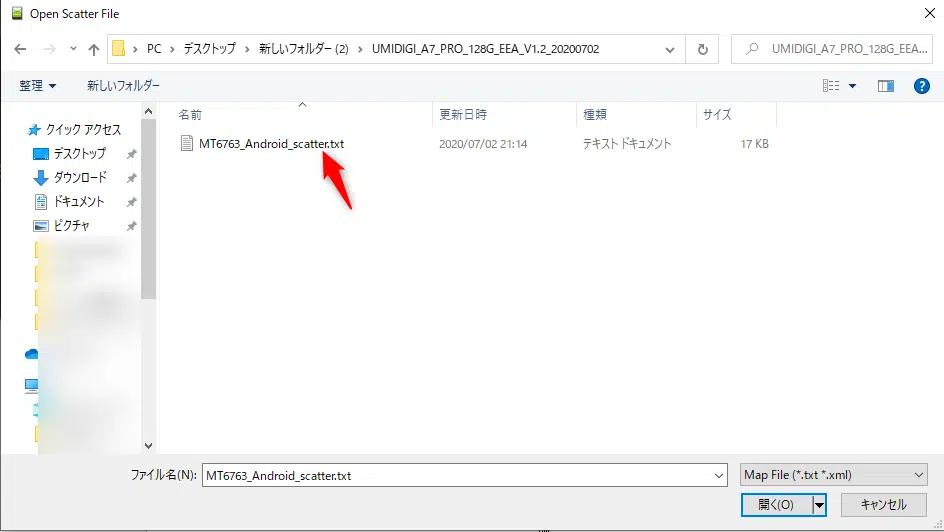 Open Scatter File
PC › デスクトップ › 新しいフォルダー (2) › UMIDIGI_A7_PRO_128G_EEA_V1.2_20200702
UMIDIGI_A7_PRO_128G_EEA...
整理
新しいフォルダー
名前 更新日時 種類 サイズ
MT6763_Android_scatter.txt 2020/07/02 21:14 テキスト ドキュメント 17 KB
クイック アクセス
デスクトップ
ダウンロード
ドキュメント
ピクチャ
ファイル名(N): MT6763_Android_scatter.txt
Map File (*.txt *.xml)
開く(O)
キャンセル